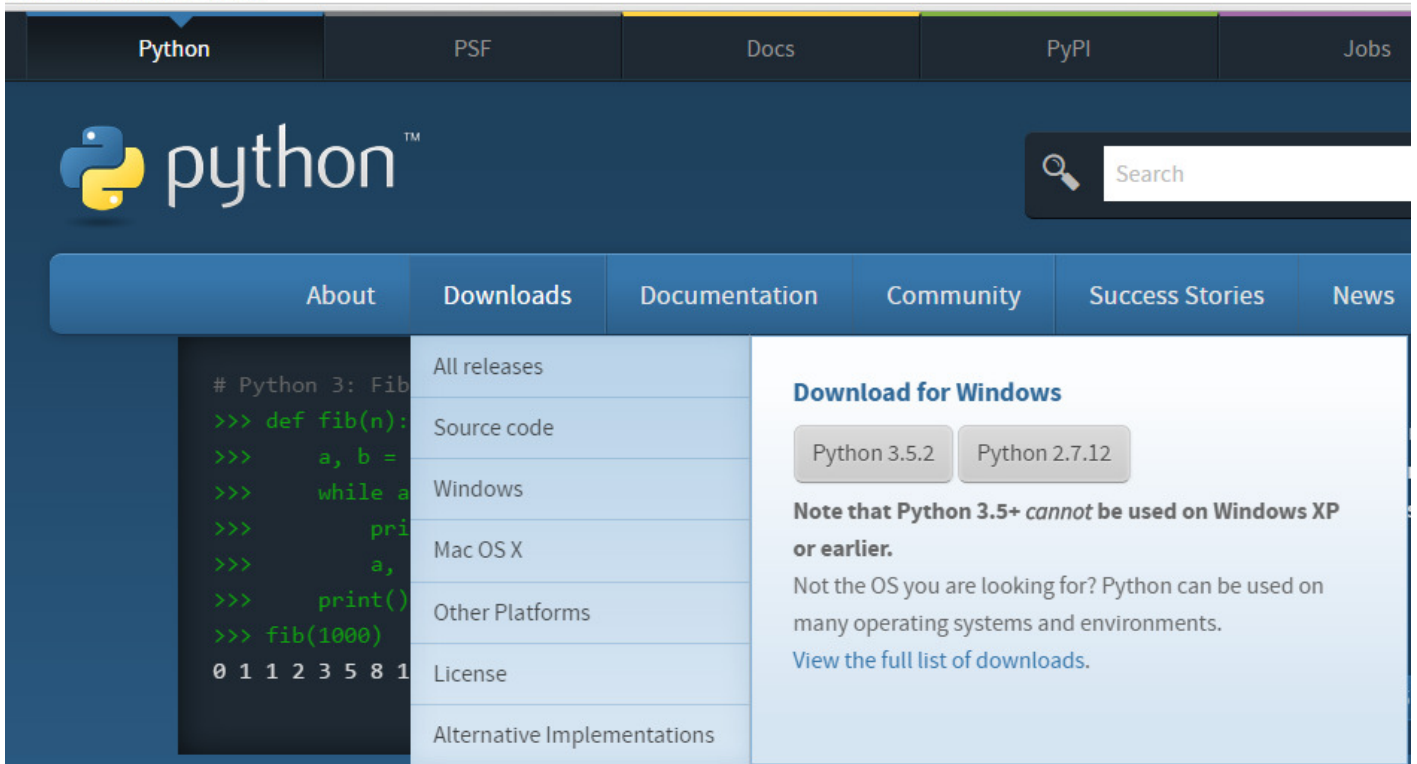 Python PSF Docs PyPI Jobs
python™
Search
About Downloads Documentation Community Success Stories News
# Python 3: Fib
>>> def fib(n):
>>> a, b =
>>> while a
>>> pri
>>> a,
>>> print()
>>> fib(1000)
0 1 1 2 3 5 8 1
All releases
Source code
Windows
Mac OS X
Other Platforms
License
Alternative Implementations
Download for Windows
Python 3.5.2 Python 2.7.12
Note that Python 3.5+ cannot be used on Windows XP
or earlier.
Not the OS you are looking for? Python can be used on
many operating systems and environments.
View the full list of downloads.